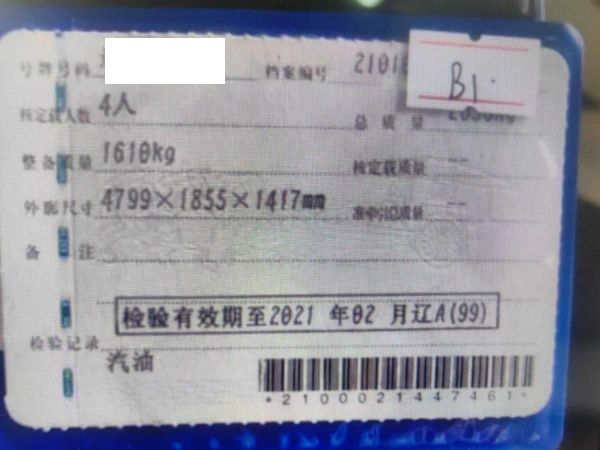 号牌号码 档案编号 2101
B1.
核定载人数 4人 总质量
整备质量 1610kg 核定载质量 --
外廓尺寸 4799×1855×1417mm 准牵引总质量 --
备注
检验有效期至2021 年02 月辽A(99)
检验记录
汽油
*2100021447461*